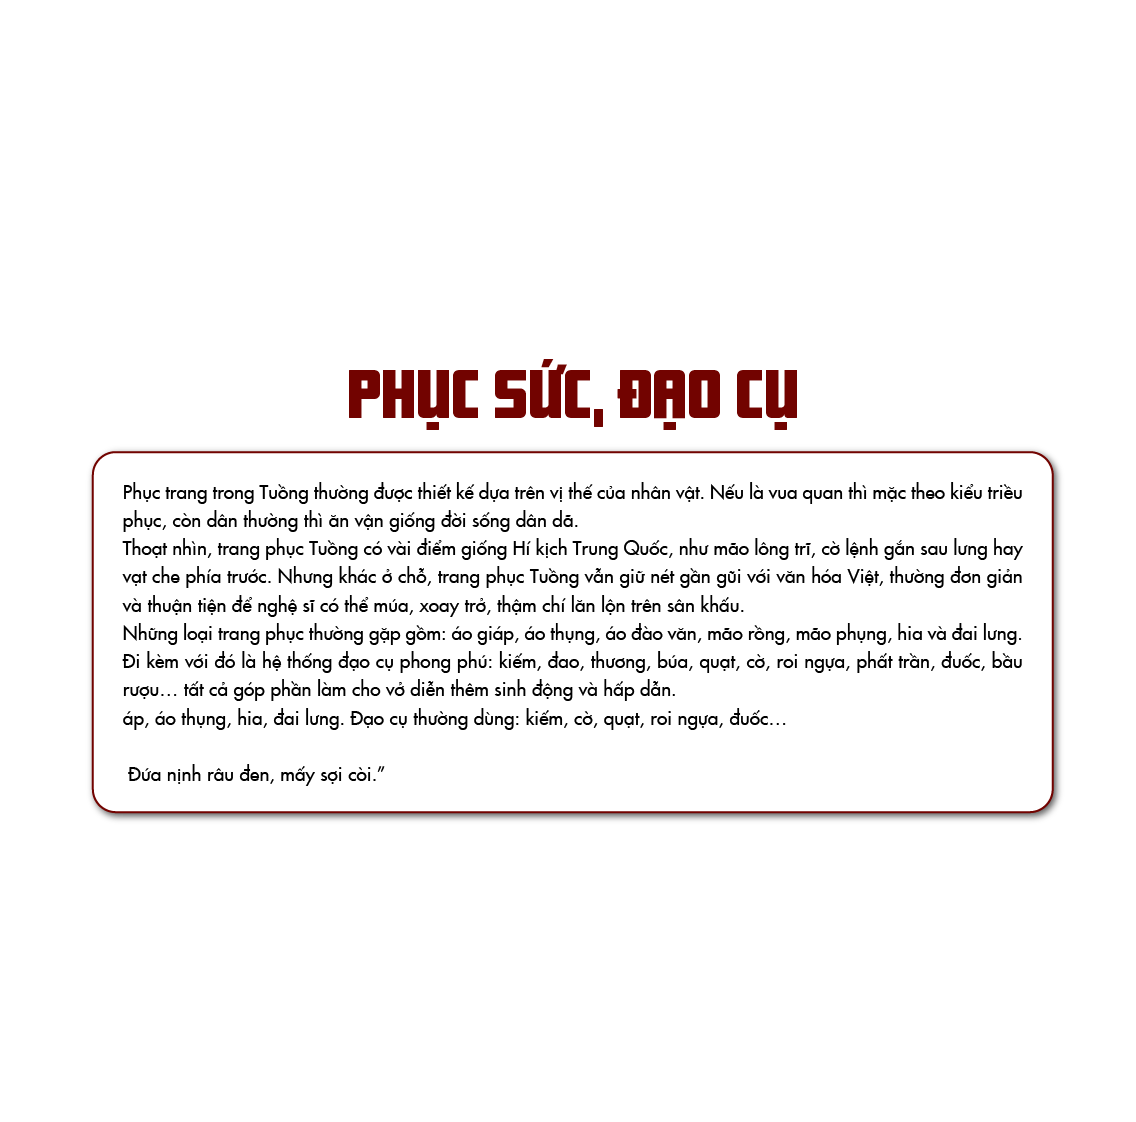 PHỤC SỨC, ĐẠO CỤ
Phục trang trong Tuồng thường được thiết kế dựa trên vị thế của nhân vật. Nếu là vua quan thì mặc theo kiểu triều
phục, còn dân thường thì ăn vận giống đời sống dân dã.
Thoạt nhìn, trang phục Tuồng có vài điểm giống Hí kịch Trung Quốc, như mão lông trĩ, cờ lệnh gắn sau lưng hay
vạt che phía trước. Nhưng khác ở chỗ, trang phục Tuồng vẫn giữ nét gần gũi với văn hóa Việt, thường đơn giản
và thuận tiện để nghệ sĩ có thể múa, xoay trở, thậm chí lăn lộn trên sân khấu.
Những loại trang phục thường gặp gồm: áo giáp, áo thụng, áo đào văn, mão rồng, mão phụng, hia và đai lưng.
Đi kèm với đó là hệ thống đạo cụ phong phú: kiếm, đao, thương, búa, quạt, cờ, roi ngựa, phất trần, đuốc, bầu
rượu… tất cả góp phần làm cho vở diễn thêm sinh động và hấp dẫn.
áp, áo thụng, hia, đai lưng. Đạo cụ thường dùng: kiếm, cờ, quạt, roi ngựa, đuốc…
Đứa nịnh râu đen, mấy sợi còi.”